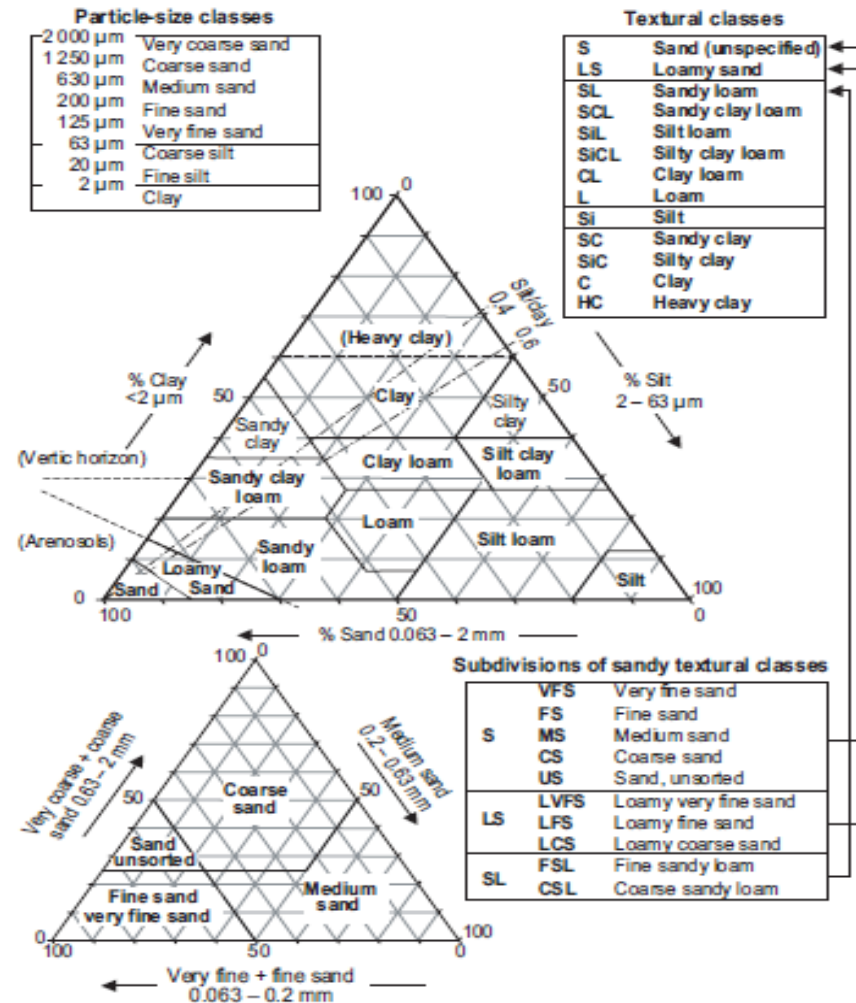 Particle-size classes
2 000 µm
Very coarse sand
1 250 µm
Coarse sand
630 µm
Medium sand
200 µm
Fine sand
125 µm
Very fine sand
63 µm
Coarse silt
20 µm
Fine silt
2 µm
Clay
Textural classes
S Sand (unspecified)
LS Loamy sand
SL Sandy loam
SCL Sandy clay loam
SiL Silt loam
SiCL Silty clay loam
CL Clay loam
L Loam
Si Silt
SC Sandy clay
SiC Silty clay
C Clay
HC Heavy clay
100 0
Silt/clay
0.4 0.6
(Heavy clay)
% Clay
<2 µm
50
Clay
Silty
clay
50
% Silt
2 – 63 µm
Sandy
clay
(Vertic horizon)
Clay loam
Silt clay
loam
Sandy clay
loam
(Arenosols)
Loam
Sandy
loam
Silt loam
Loamy
Sand
Sand
Silt
0
100
50
100
0
% Sand 0.063 – 2 mm
100 0
Very coarse + coarse
sand 0.63 – 2 mm
Medium sand
0.2 – 0.63 mm
50
50
Coarse
sand
Sand
unsorted
Fine sand
very fine sand
Medium
sand
0
100
50
100
0
Very fine + fine sand
0.063 – 0.2 mm
Subdivisions of sandy textural classes
S
VFS Very fine sand
FS Fine sand
MS Medium sand
CS Coarse sand
US Sand, unsorted
LS
LVFS Loamy very fine sand
LFS Loamy fine sand
LCS Loamy coarse sand
SL
FSL Fine sandy loam
CSL Coarse sandy loam